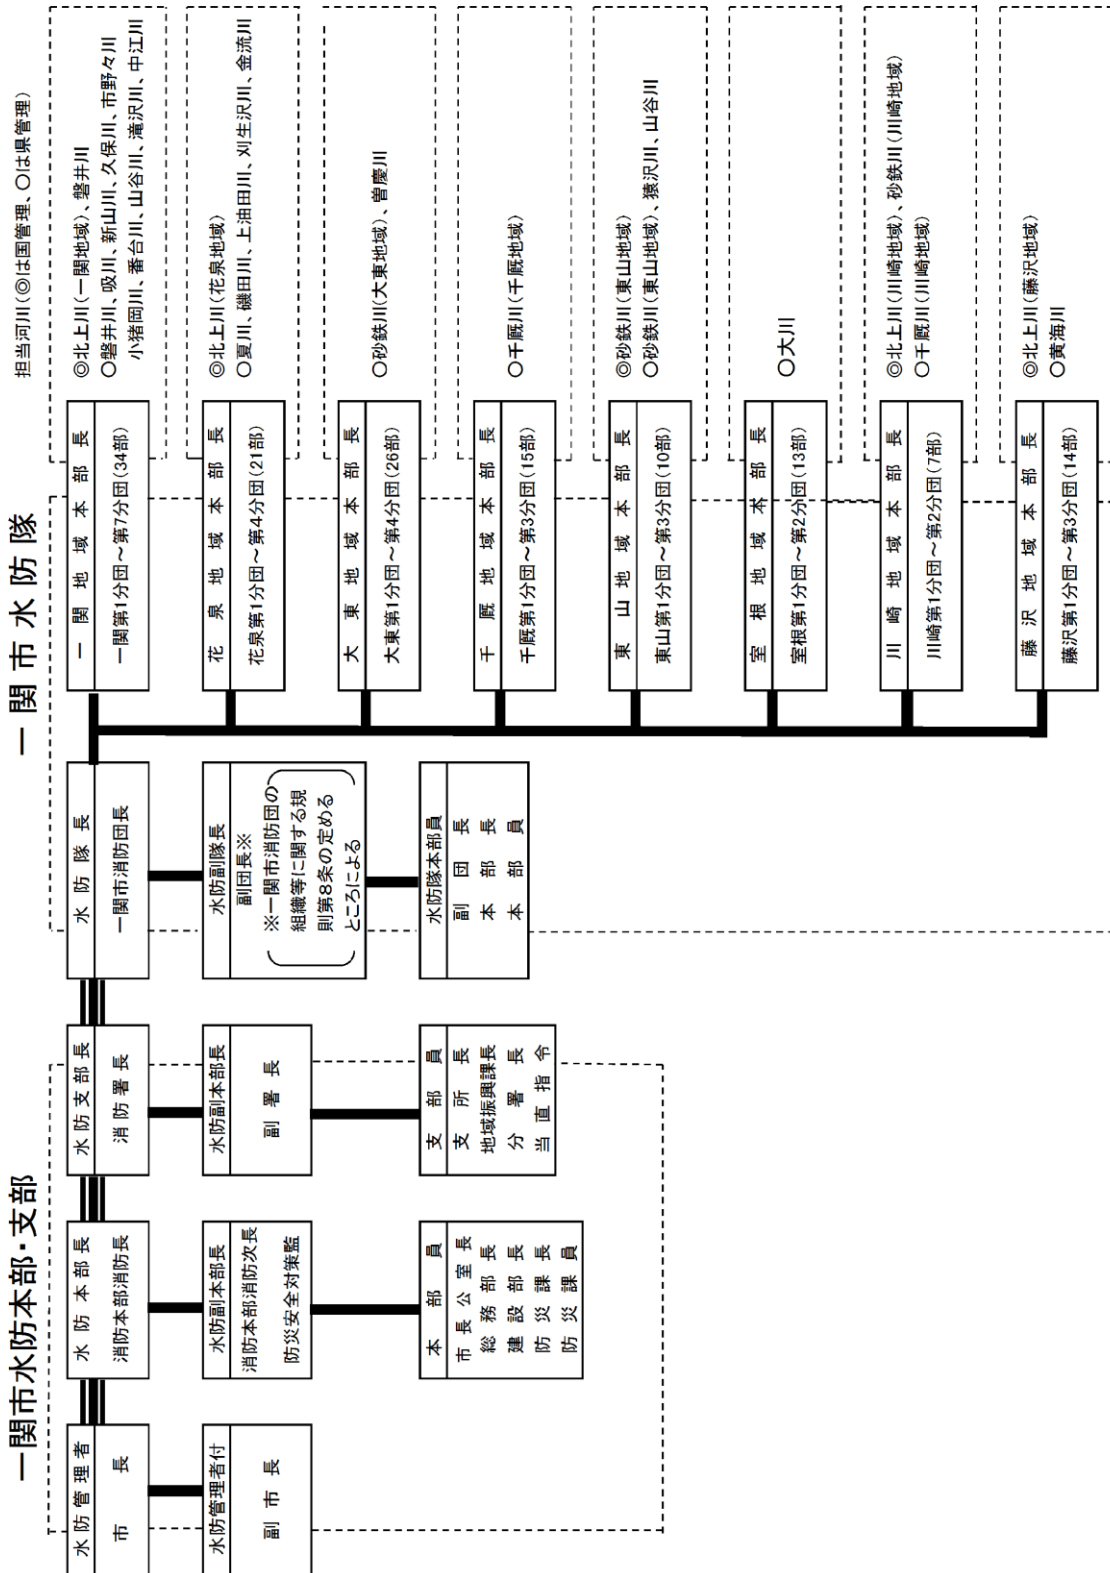 一関市水防本部・支部
水防管理者
市長
水防管理者付
副市長
水防本部長
消防本部消防長
水防副本部長
消防本部消防次長
防災安全対策監
本部員
市長公室長
総務部長
建設部長
防災課長
防災課員
水防支部長
消防署長
水防副本部長
副署長
支部員
支所長
地域振興課長
分署長
当直指令
一関市水防隊
水防隊長
一関市消防団長
水防副隊長
副団長※
※一関市消防団の
組織等に関する規
則第8条の定める
ところによる
水防隊本部員
副団長
本部長
本部員
担当河川(◎は国管理、○は県管理)
一関地域本部長
一関第1分団～第7分団(34部)
◎北上川(一関地域)、磐井川
○磐井川、吸川、新山川、久保川、市野々川
小猪岡川、番台川、山谷川、滝沢川、中江川
花泉地域本部長
花泉第1分団～第4分団(21部)
◎北上川(花泉地域)
○夏川、磯田川、上油田川、刈生沢川、金流川
大東地域本部長
大東第1分団～第4分団(26部)
○砂鉄川(大東地域)、曽慶川
千厩地域本部長
千厩第1分団～第3分団(15部)
○千厩川(千厩地域)
東山地域本部長
東山第1分団～第3分団(10部)
◎砂鉄川(東山地域)
○砂鉄川(東山地域)、猿沢川、山谷川
室根地域本部長
室根第1分団～第2分団(13部)
○大川
川崎地域本部長
川崎第1分団～第2分団(7部)
◎北上川(川崎地域)、砂鉄川(川崎地域)
○千厩川(川崎地域)
藤沢地域本部長
藤沢第1分団～第3分団(14部)
◎北上川(藤沢地域)
○黄海川